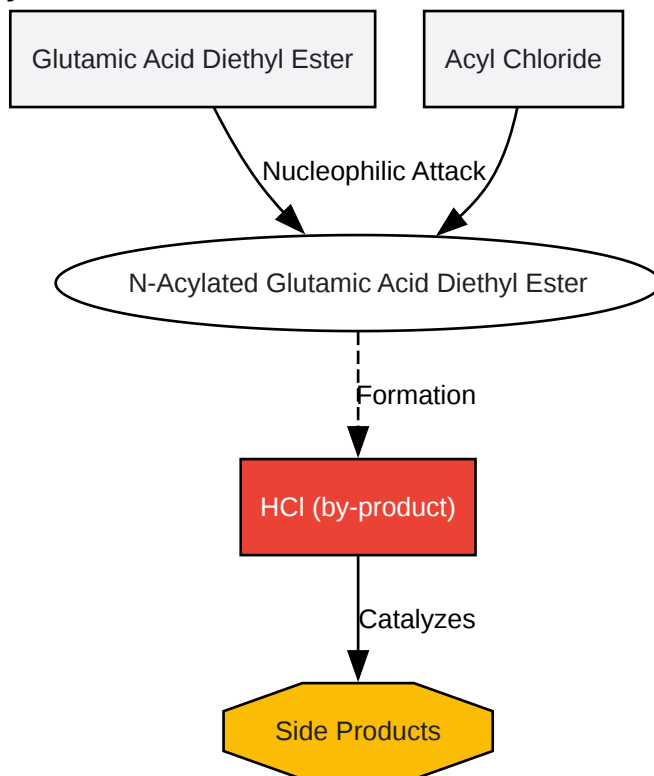 Glutamic Acid Diethyl Ester
Acyl Chloride
Nucleophilic Attack
N-Acylated Glutamic Acid Diethyl Ester
Formation
HCl (by-product)
Catalyzes
Side Products